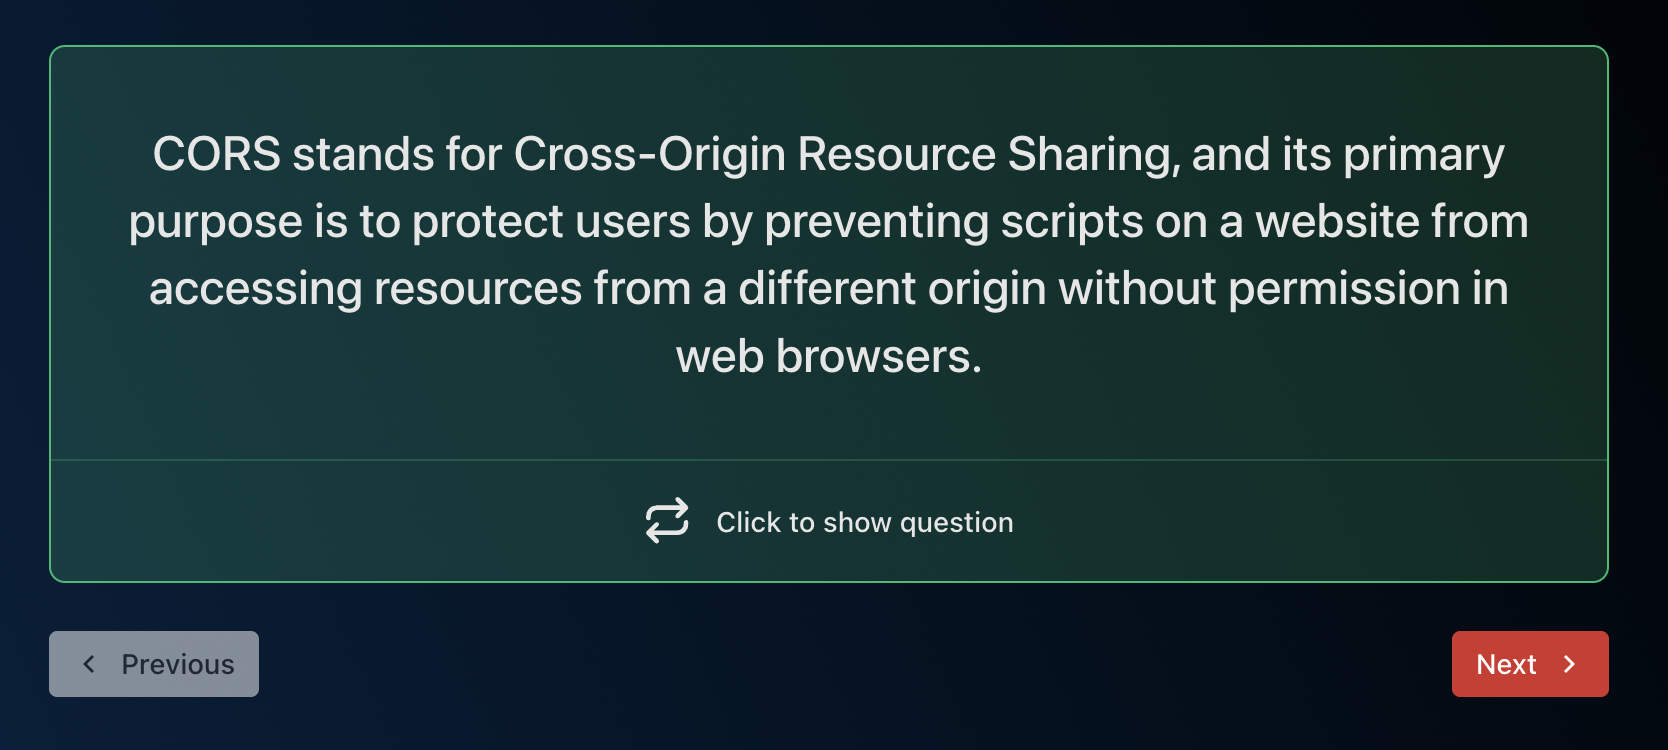 CORS stands for Cross-Origin Resource Sharing, and its primary
purpose is to protect users by preventing scripts on a website from
accessing resources from a different origin without permission in
web browsers.
Click to show question
Previous
Next